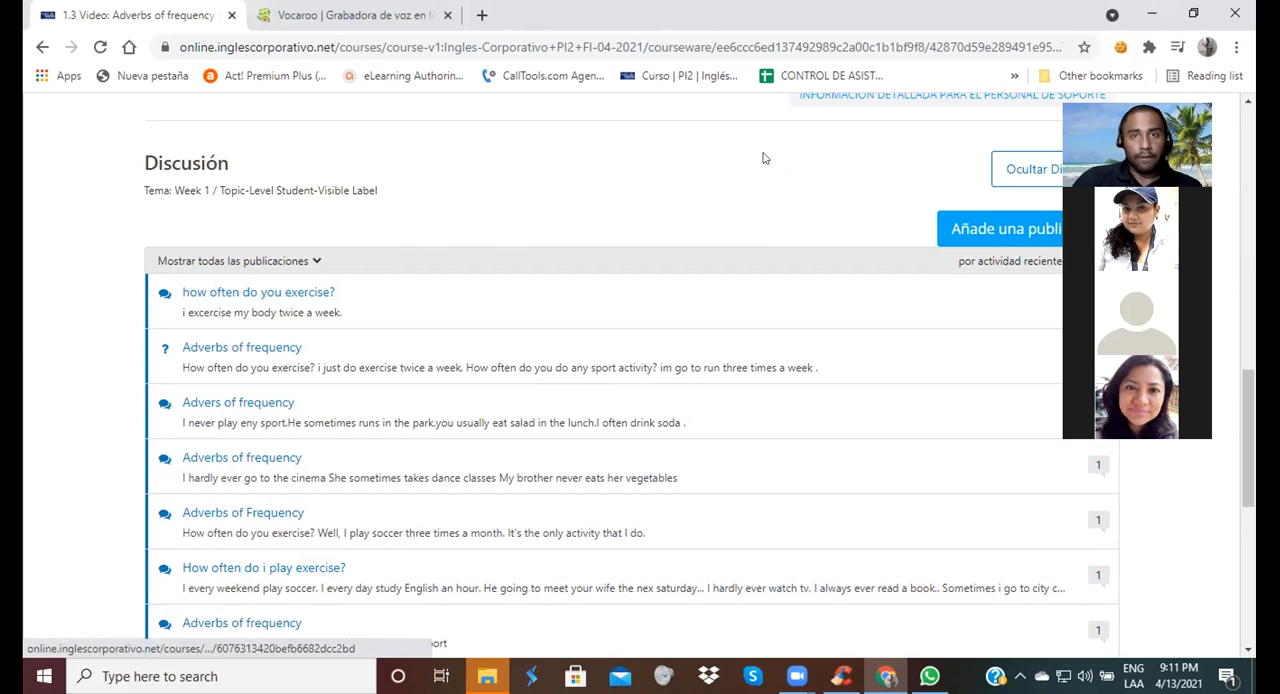 1.3 Video: Adverbs of frequency
Vocaroo | Grabadora de voz en l
online.inglescorporativo.net/courses/course-v1:Ingles-Corporativo+PI2+FI-04-2021/courseware/ee6ccc6ed137492989c2a00c1b1bf9f8/42870d59e289491e95...
Apps
Nueva pestaña
Act! Premium Plus (...
eLearning Authorin...
CallTools.com Agen...
Curso | PI2 | Inglés...
CONTROL DE ASIST...
»
Other bookmarks
Reading list
INFORMACIÓN DETALLADA PARA EL PERSONAL DE SOPORTE
Discusión
Ocultar Di
Tema: Week 1 / Topic-Level Student-Visible Label
Añade una publi
Mostrar todas las publicaciones
por actividad reciente
how often do you exercise?
i excercise my body twice a week.
? Adverbs of frequency
How often do you exercise? i just do exercise twice a week. How often do you do any sport activity? im go to run three times a week .
Advers of frequency
I never play eny sport.He sometimes runs in the park.you usually eat salad in the lunch.I often drink soda .
Adverbs of frequency
1
I hardly ever go to the cinema She sometimes takes dance classes My brother never eats her vegetables
Adverbs of Frequency
1
How often do you exercise? Well, I play soccer three times a month. It's the only activity that I do.
How often do i play exercise?
1
I every weekend play soccer. I every day study English an hour. He going to meet your wife the nex saturday... I hardly ever watch tv. I always ever read a book.. Sometimes i go to city c...
Adverbs of frequency
1
port
online.inglescorporativo.net/courses/.../6076313420befb6682dcc2bd
Type here to search
ENG
LAA
9:11 PM
4/13/2021
1